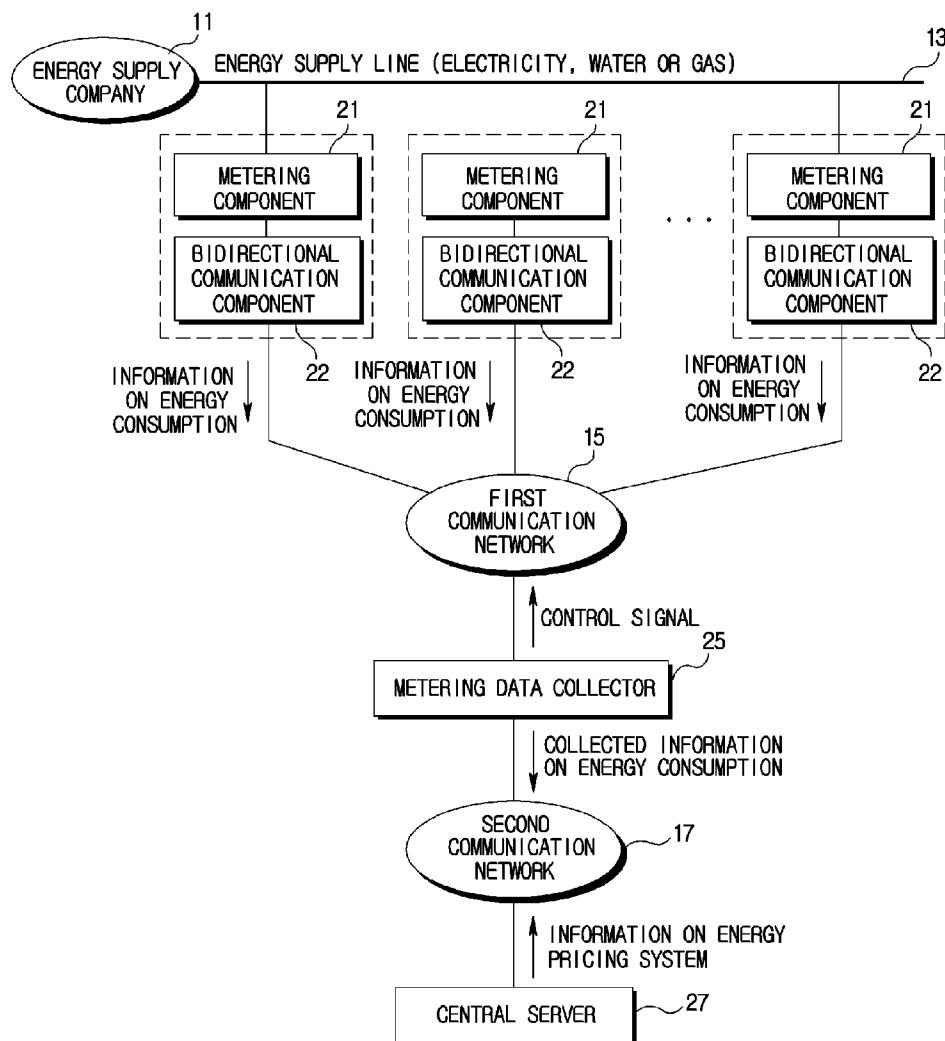 11
13
ENERGY SUPPLY
COMPANY
ENERGY SUPPLY LINE (ELECTRICITY, WATER OR GAS)
21
21
21
METERING
COMPONENT
METERING
COMPONENT
METERING
COMPONENT
. . .
BIDIRECTIONAL
COMMUNICATION
COMPONENT
BIDIRECTIONAL
COMMUNICATION
COMPONENT
BIDIRECTIONAL
COMMUNICATION
COMPONENT
22
22
22
INFORMATION
ON ENERGY
CONSUMPTION
INFORMATION
ON ENERGY
CONSUMPTION
INFORMATION
ON ENERGY
CONSUMPTION
15
FIRST
COMMUNICATION
NETWORK
CONTROL SIGNAL
25
METERING DATA COLLECTOR
COLLECTED INFORMATION
ON ENERGY CONSUMPTION
SECOND
COMMUNICATION
NETWORK
17
INFORMATION ON ENERGY
PRICING SYSTEM
CENTRAL SERVER
27